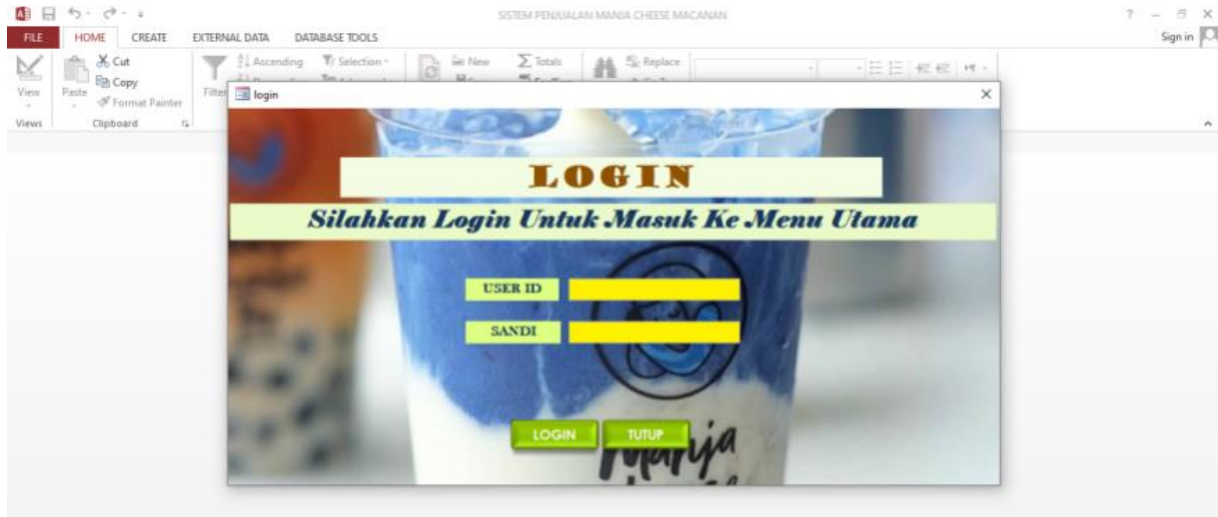 SISTEM PENJUALAN MANJA CHEESE MACANAN
? – X
FILE HOME CREATE EXTERNAL DATA DATABASE TOOLS Sign in
Cut Ascending Selection New Totals Replace
View Paste Copy Filter
Format Painter
Views Clipboard
login
LOGIN
Silahkan Login Untuk Masuk Ke Menu Utama
USER ID
SANDI
LOGIN TUTUP
Manja